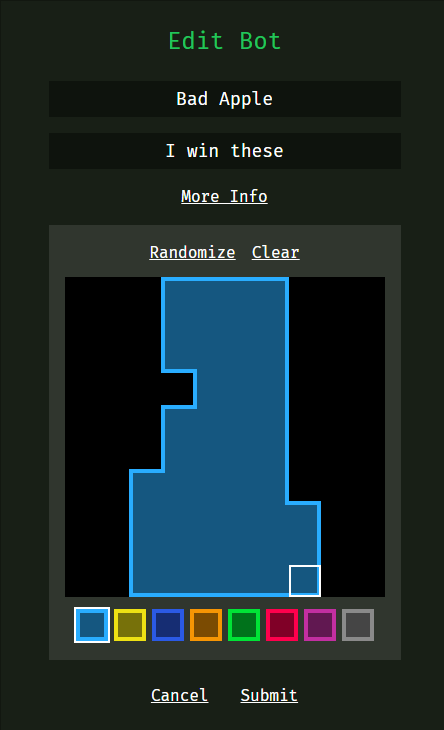 Edit Bot
Bad Apple
I win these
More Info
Randomize Clear
Cancel Submit